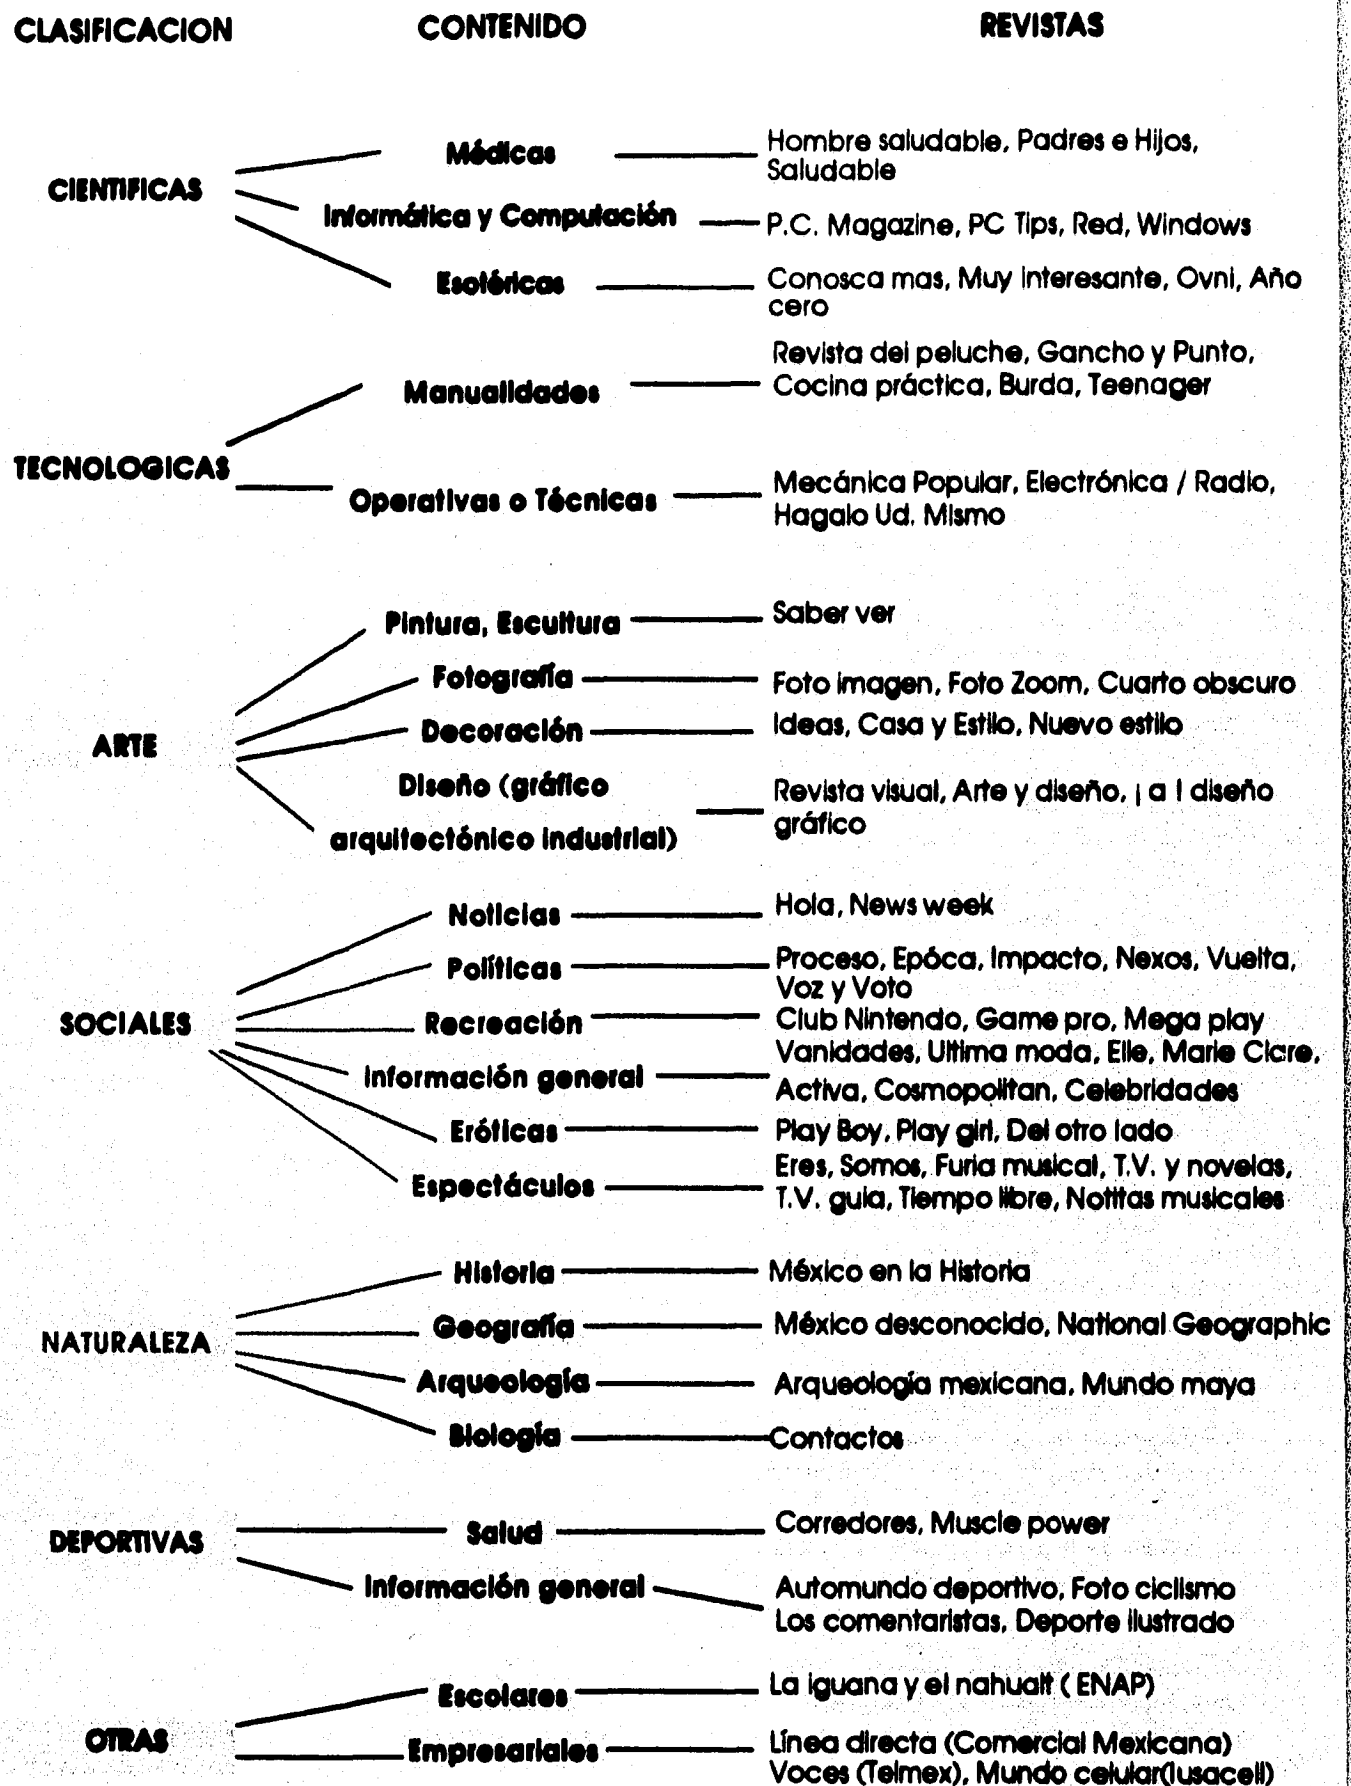 CLASIFICACION CONTENIDO REVISTAS
Médicas Hombre saludable, Padres e Hijos,
Saludable
CIENTIFICAS
Informática y Computación P.C. Magazine, PC Tips, Red, Windows
Esotéricas Conosca mas, Muy interesante, Ovni, Año
cero
Revista del peluche, Gancho y Punto,
Manualidades Cocina práctica, Burda, Teenager
TECNOLOGICAS
Operativas o Técnicas Mecánica Popular, Electrónica / Radio,
Hagalo Ud. Mismo
Pintura, Escultura Saber ver
Fotografía Foto imagen, Foto Zoom, Cuarto obscuro
Decoración Ideas, Casa y Estilo, Nuevo estilo
ARTE
Diseño (gráfico
arquitectónico industrial) Revista visual, Arte y diseño, ¡ a ! diseño
gráfico
Noticias Hola, News week
Políticas Proceso, Epóca, Impacto, Nexos, Vuelta,
Voz y Voto
SOCIALES
Recreación Club Nintendo, Game pro, Mega play
Vanidades, Ultima moda, Elle, Marie Clare,
Información general Activa, Cosmopolitan, Celebridades
Eróticas Play Boy, Play girl, Del otro lado
Eres, Somos, Furia musical, T.V. y novelas,
Espectáculos T.V. guia, Tiempo libre, Notitas musicales
Historia México en la Historia
Geografía México desconocido, National Geographic
NATURALEZA
Arqueología Arqueología mexicana, Mundo maya
Biología Contactos
DEPORTIVAS Salud Corredores, Muscle power
Información general Automundo deportivo, Foto ciclismo
Los comentaristas, Deporte ilustrado
Escolares La iguana y el nahualt ( ENAP)
OTRAS
Empresariales Línea directa (Comercial Mexicana)
Voces (Telmex), Mundo celular(Iusacell)